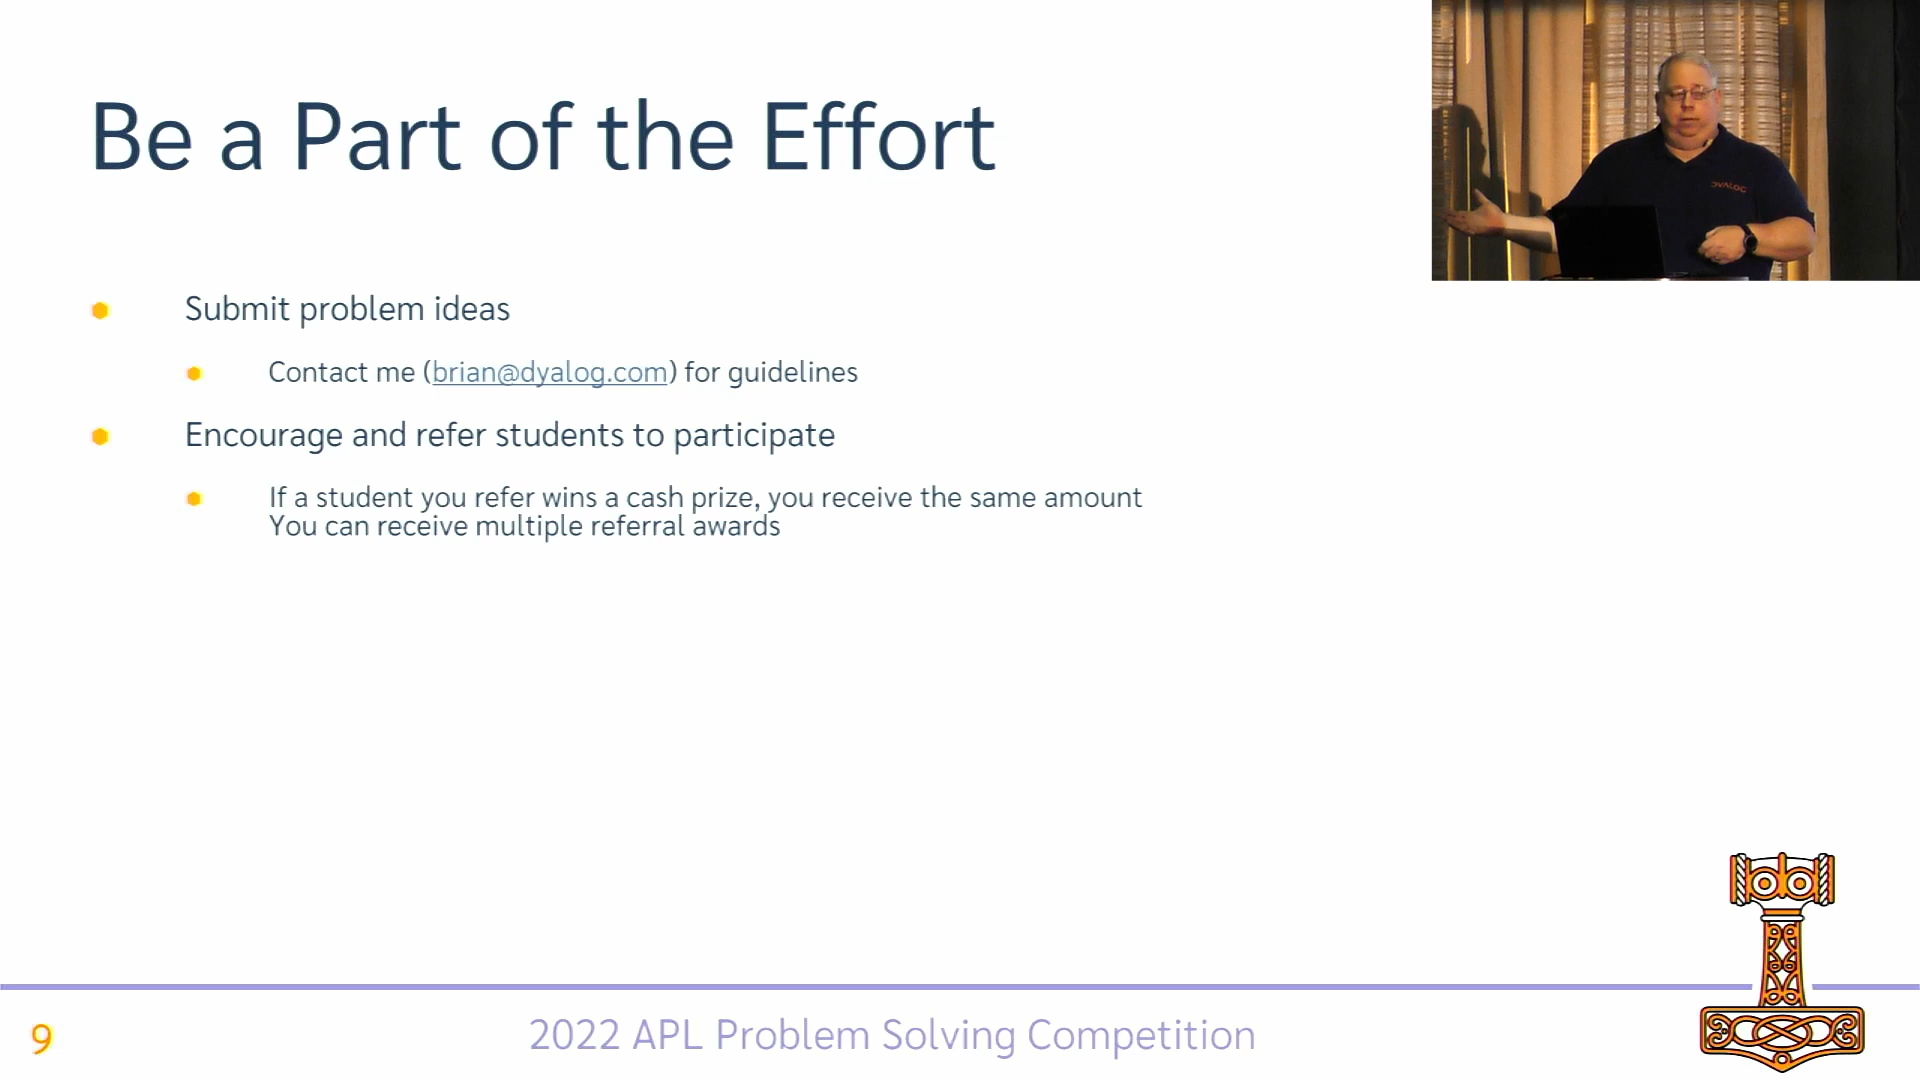 Be a Part of the Effort
DYALOG
Submit problem ideas
Contact me (brian@dyalog.com) for guidelines
Encourage and refer students to participate
If a student you refer wins a cash prize, you receive the same amount
You can receive multiple referral awards
9
2022 APL Problem Solving Competition